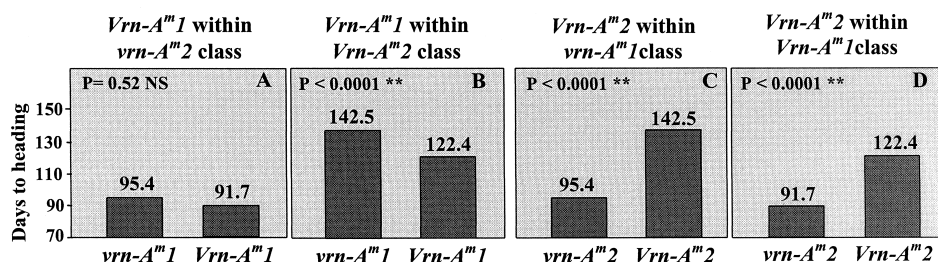 Vrn-Aᵐ1 within
vrn-Aᵐ2 class
Vrn-Aᵐ1 within
Vrn-Aᵐ2 class
Vrn-Aᵐ2 within
vrn-Aᵐ1class
Vrn-Aᵐ2 within
Vrn-Aᵐ1class
Days to heading
150
130
110
90
70
P= 0.52 NS
A
95.4
91.7
vrn-Aᵐ1
Vrn-Aᵐ1
P < 0.0001 **
B
142.5
122.4
vrn-Aᵐ1
Vrn-Aᵐ1
P < 0.0001 **
C
95.4
142.5
vrn-Aᵐ2
Vrn-Aᵐ2
P < 0.0001 **
D
91.7
122.4
vrn-Aᵐ2
Vrn-Aᵐ2